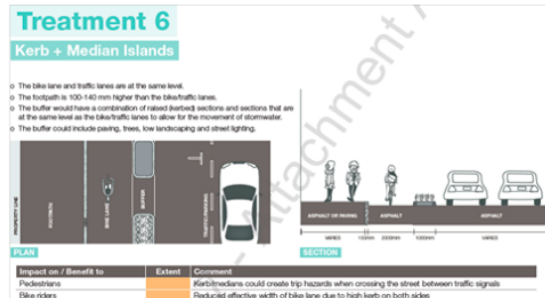 Treatment 6
Kerb + Median Islands
o The bike lane and traffic lanes are at the same level.
o The footpath is 100-140 mm higher than the bike/traffic lanes.
o The buffer would have a combination of raised (kerbed) sections and sections that are
at the same level as the bike/traffic lanes to allow for the movement of stormwater.
o The buffer could include paving, trees, low landscaping and street lighting.
PROPERTY LINE
FOOTPATH
BIKE LANE
BUFFER
TRAFFIC/PARKING
PLAN
ASPHALT OR PAVING
ASPHALT
ASPHALT
VARIES
2000mm
1000mm
VARIES
SECTION
Attachment
Impact on / Benefit to Extent Comment
Pedestrians Kerb/medians could create trip hazards when crossing the street between traffic signals
Bike riders Reduced effective width of bike lane due to high kerb on both sides